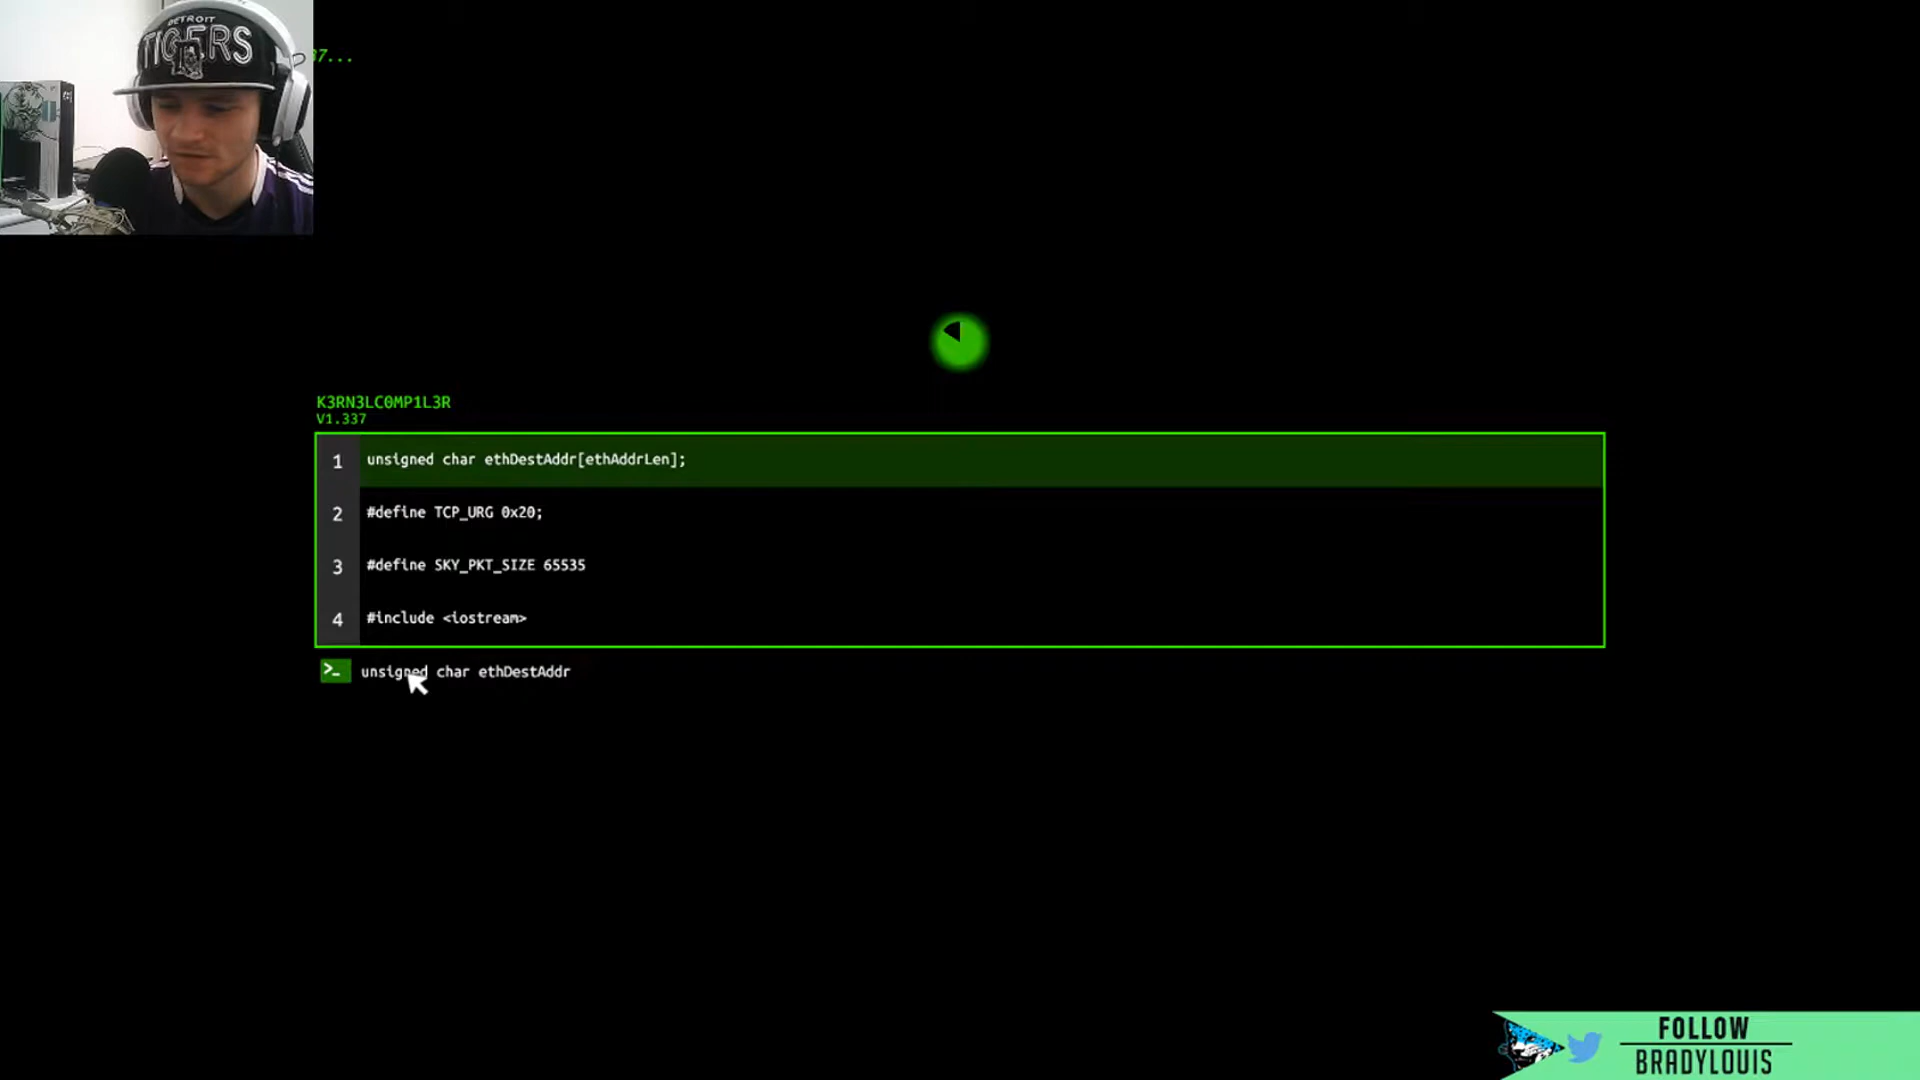 DETROIT
TIGERS
37...
K3RN3LC0MP1L3R
V1.337
1 unsigned char ethDestAddr[ethAddrLen];
2 #define TCP_URG 0x20;
3 #define SKY_PKT_SIZE 65535
4 #include <iostream>
>_ unsigned char ethDestAddr
FOLLOW
BRADYLOUIS